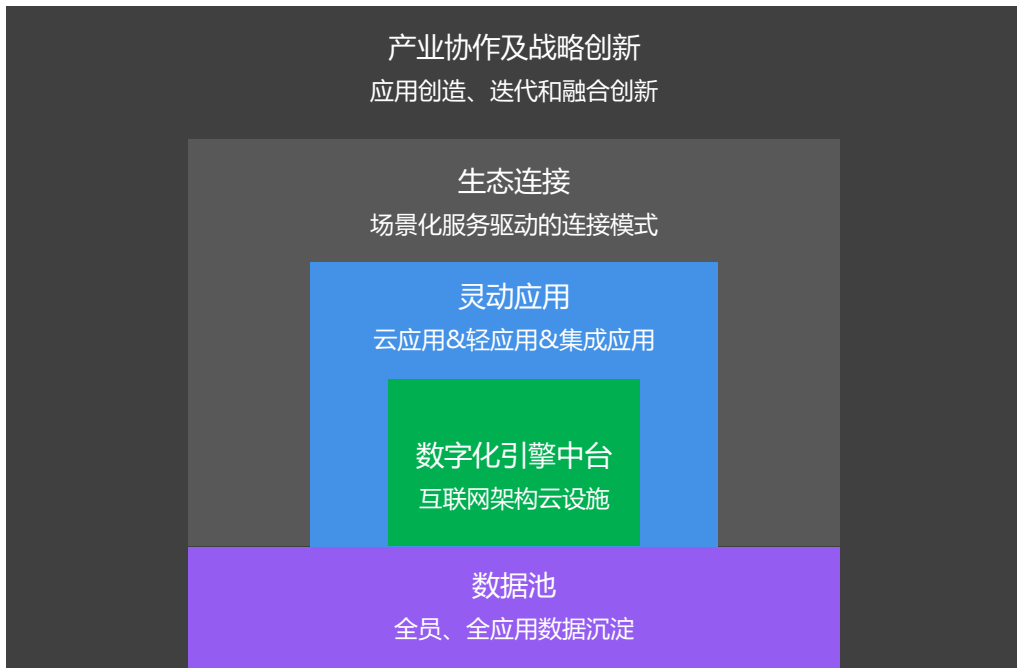 产业协作及战略创新
应用创造、迭代和融合创新
生态连接
场景化服务驱动的连接模式
灵动应用
云应用&轻应用&集成应用
数字化引擎中台
互联网架构云设施
数据池
全员、全应用数据沉淀